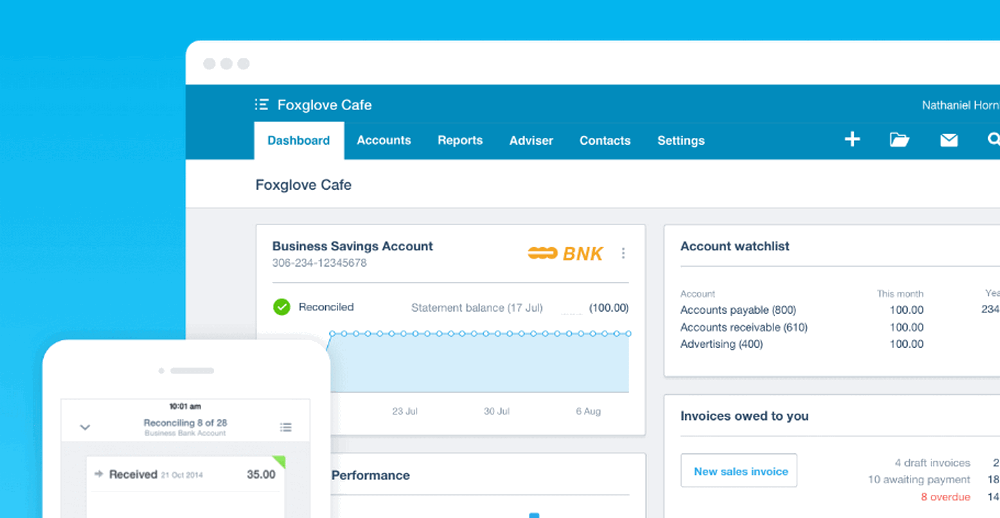 Foxglove Cafe
Nathaniel Horn
Dashboard Accounts Reports Adviser Contacts Settings
Foxglove Cafe
Business Savings Account
306-234-12345678
BNK
Reconciled Statement balance (17 Jul) (100.00)
23 Jul 30 Jul 6 Aug
Performance
Account watchlist
Account This month Yea
Accounts payable (800) 100.00 234
Accounts receivable (610) 100.00
Advertising (400) 100.00
Invoices owed to you
New sales invoice
4 draft invoices 2
10 awaiting payment 18
8 overdue 14
10:01 am
Reconciling 8 of 28
Business Bank Account
Received 21 Oct 2014 35.00